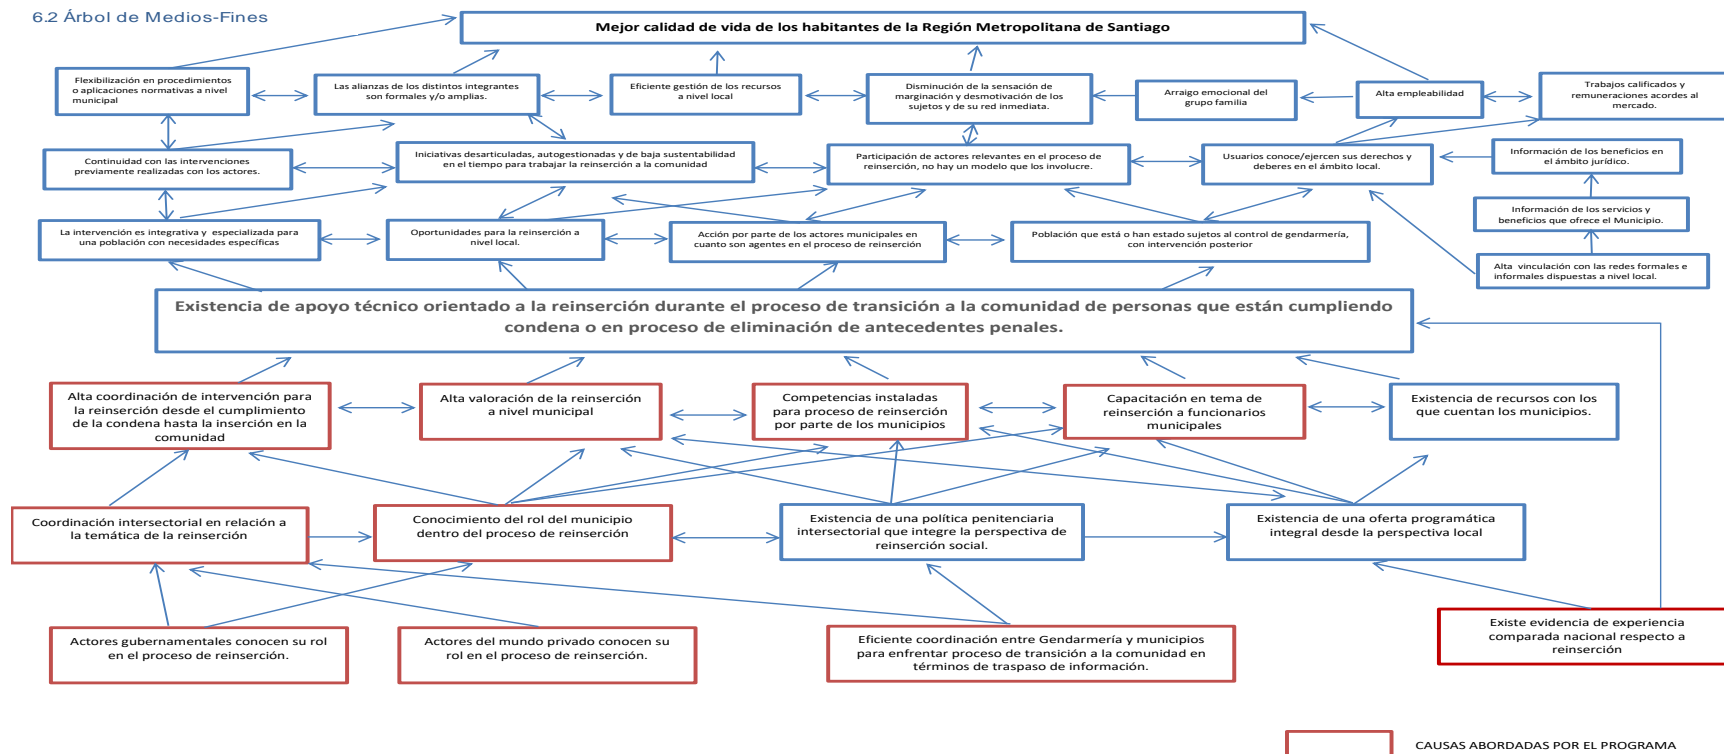 6.2 Árbol de Medios-Fines
Mejor calidad de vida de los habitantes de la Región Metropolitana de Santiago
Flexibilización en procedimientos
o aplicaciones normativas a nivel
municipal
Las alianzas de los distintos integrantes
son formales y/o amplias.
Eficiente gestión de los recursos
a nivel local
Disminución de la sensación de
marginación y desmotivación de los
sujetos y de su red inmediata.
Arraigo emocional del
grupo familia
Alta empleabilidad
Trabajos calificados y
remuneraciones acordes al
mercado.
Continuidad con las intervenciones
previamente realizadas con los actores.
Iniciativas desarticuladas, autogestionadas y de baja sustentabilidad
en el tiempo para trabajar la reinserción a la comunidad
Participación de actores relevantes en el proceso de
reinserción, no hay un modelo que los involucre.
Usuarios conoce/ejercen sus derechos y
deberes en el ámbito local.
Información de los beneficios en
el ámbito jurídico.
La intervención es integrativa y especializada para
una población con necesidades específicas
Oportunidades para la reinserción a
nivel local.
Acción por parte de los actores municipales en
cuanto son agentes en el proceso de reinserción
Población que está o han estado sujetos al control de gendarmería,
con intervención posterior
Información de los servicios y
beneficios que ofrece el Municipio.
Alta vinculación con las redes formales e
informales dispuestas a nivel local.
Existencia de apoyo técnico orientado a la reinserción durante el proceso de transición a la comunidad de personas que están cumpliendo
condena o en proceso de eliminación de antecedentes penales.
Alta coordinación de intervención para
la reinserción desde el cumplimiento
de la condena hasta la inserción en la
comunidad
Alta valoración de la reinserción
a nivel municipal
Competencias instaladas
para proceso de reinserción
por parte de los municipios
Capacitación en tema de
reinserción a funcionarios
municipales
Existencia de recursos con los
que cuentan los municipios.
Coordinación intersectorial en relación a
la temática de la reinserción
Conocimiento del rol del municipio
dentro del proceso de reinserción
Existencia de una política penitenciaria
intersectorial que integre la perspectiva de
reinserción social.
Existencia de una oferta programática
integral desde la perspectiva local
Actores gubernamentales conocen su rol
en el proceso de reinserción.
Actores del mundo privado conocen su
rol en el proceso de reinserción.
Eficiente coordinación entre Gendarmería y municipios
para enfrentar proceso de transición a la comunidad en
términos de traspaso de información.
Existe evidencia de experiencia
comparada nacional respecto a
reinserción
CAUSAS ABORDADAS POR EL PROGRAMA